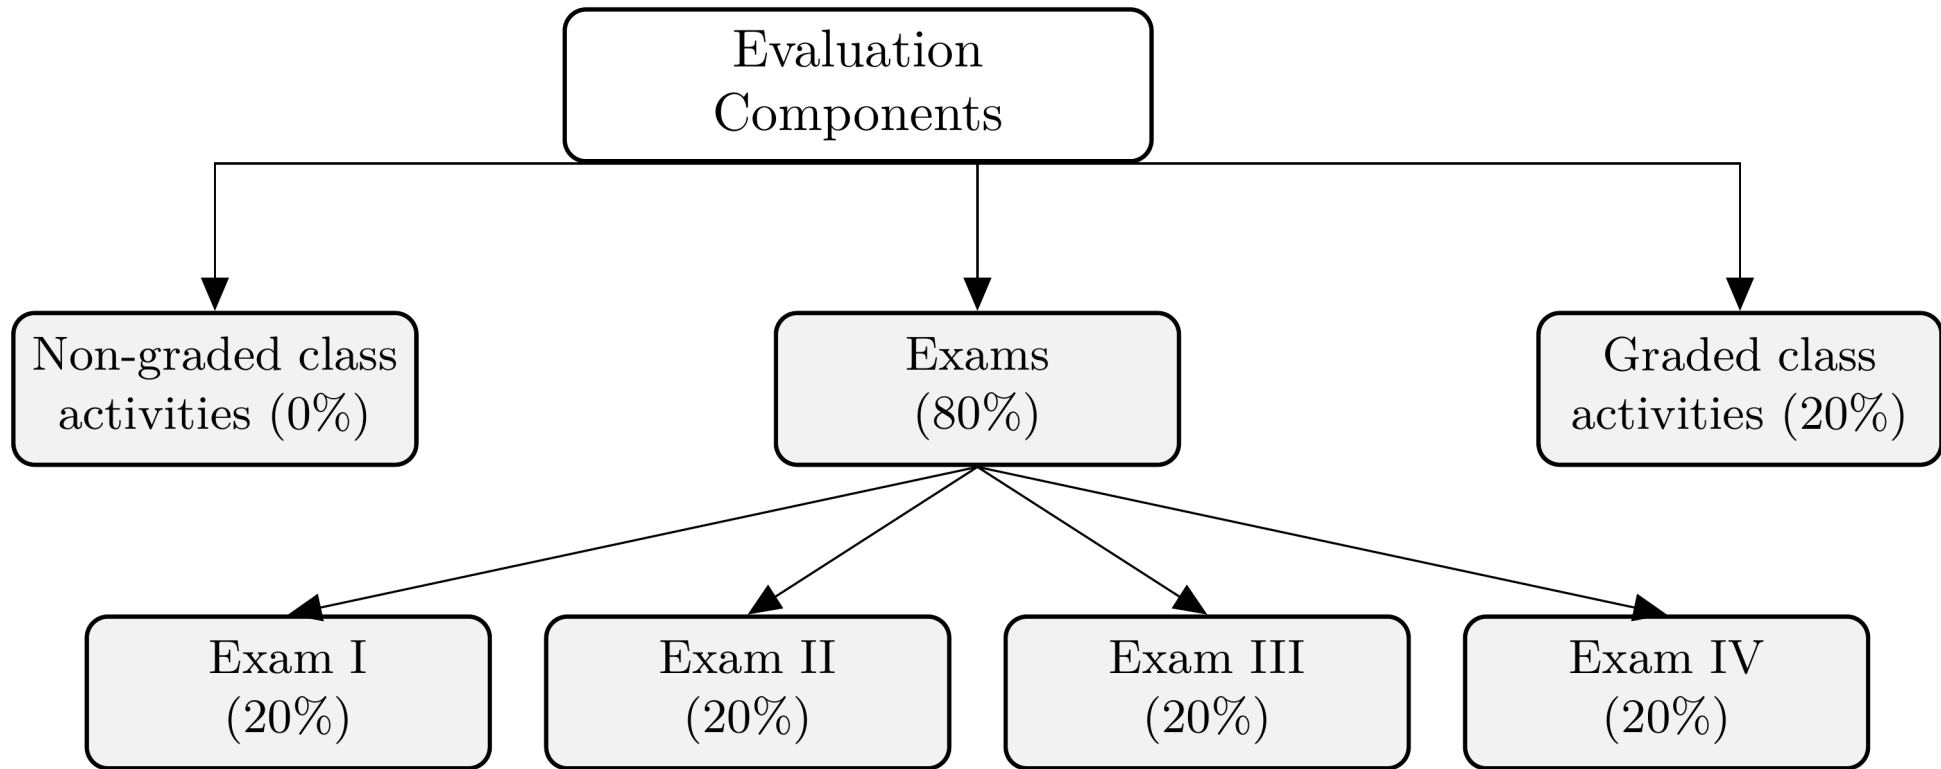 Evaluation
Components
Non-graded class
activities (0%)
Exams
(80%)
Graded class
activities (20%)
Exam I
(20%)
Exam II
(20%)
Exam III
(20%)
Exam IV
(20%)